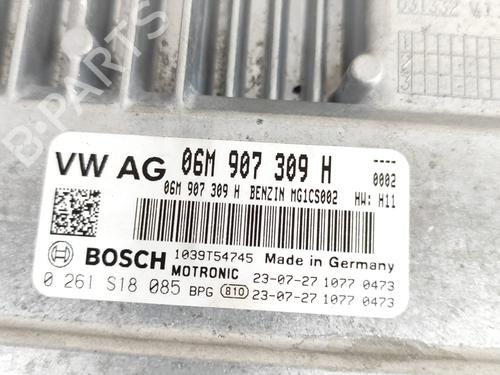 VW AG 06M 907 309 H ----
06M 907 309 H BENZIN MG1CS002 0002
HW: H11
BOSCH 1039T54745 Made in Germany
MOTRONIC 23-07-27 1077 0473
0 261 S18 085 BPG 810 23-07-27 1077 0473
B-PARTS